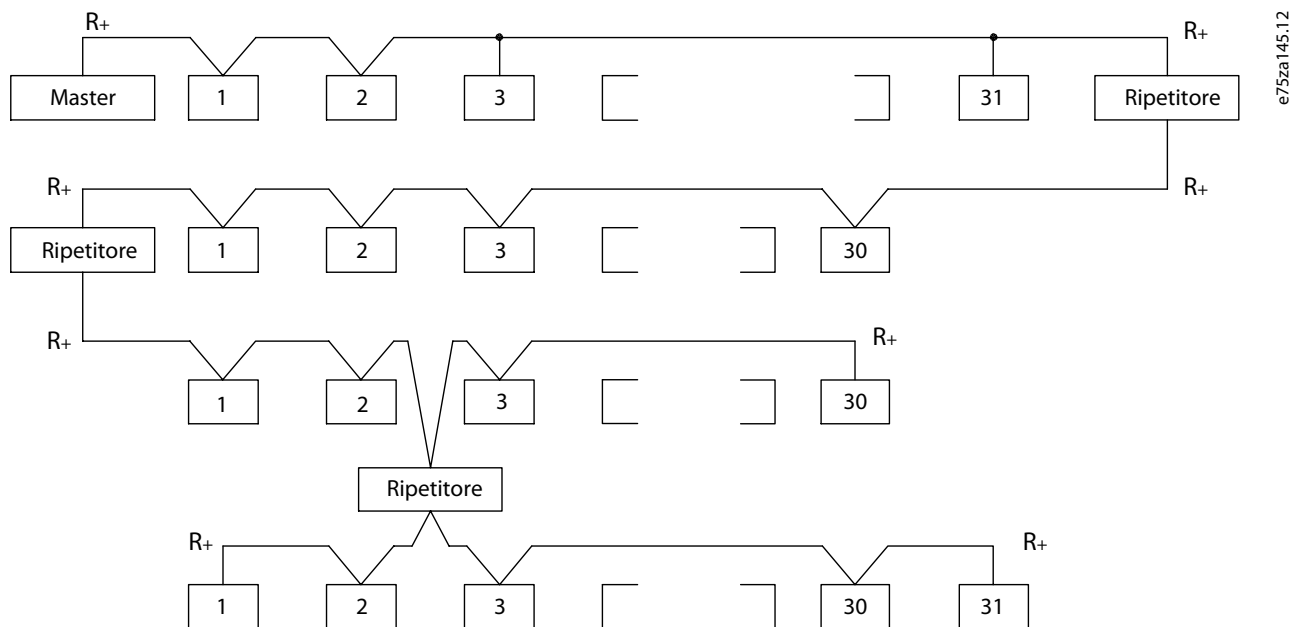 R+ R+
Master 1 2 3 31 Ripetitore
e75za145.12
R+ R+
Ripetitore 1 2 3 30
R+ R+
1 2 3 30
Ripetitore
R+ R+
1 2 3 30 31